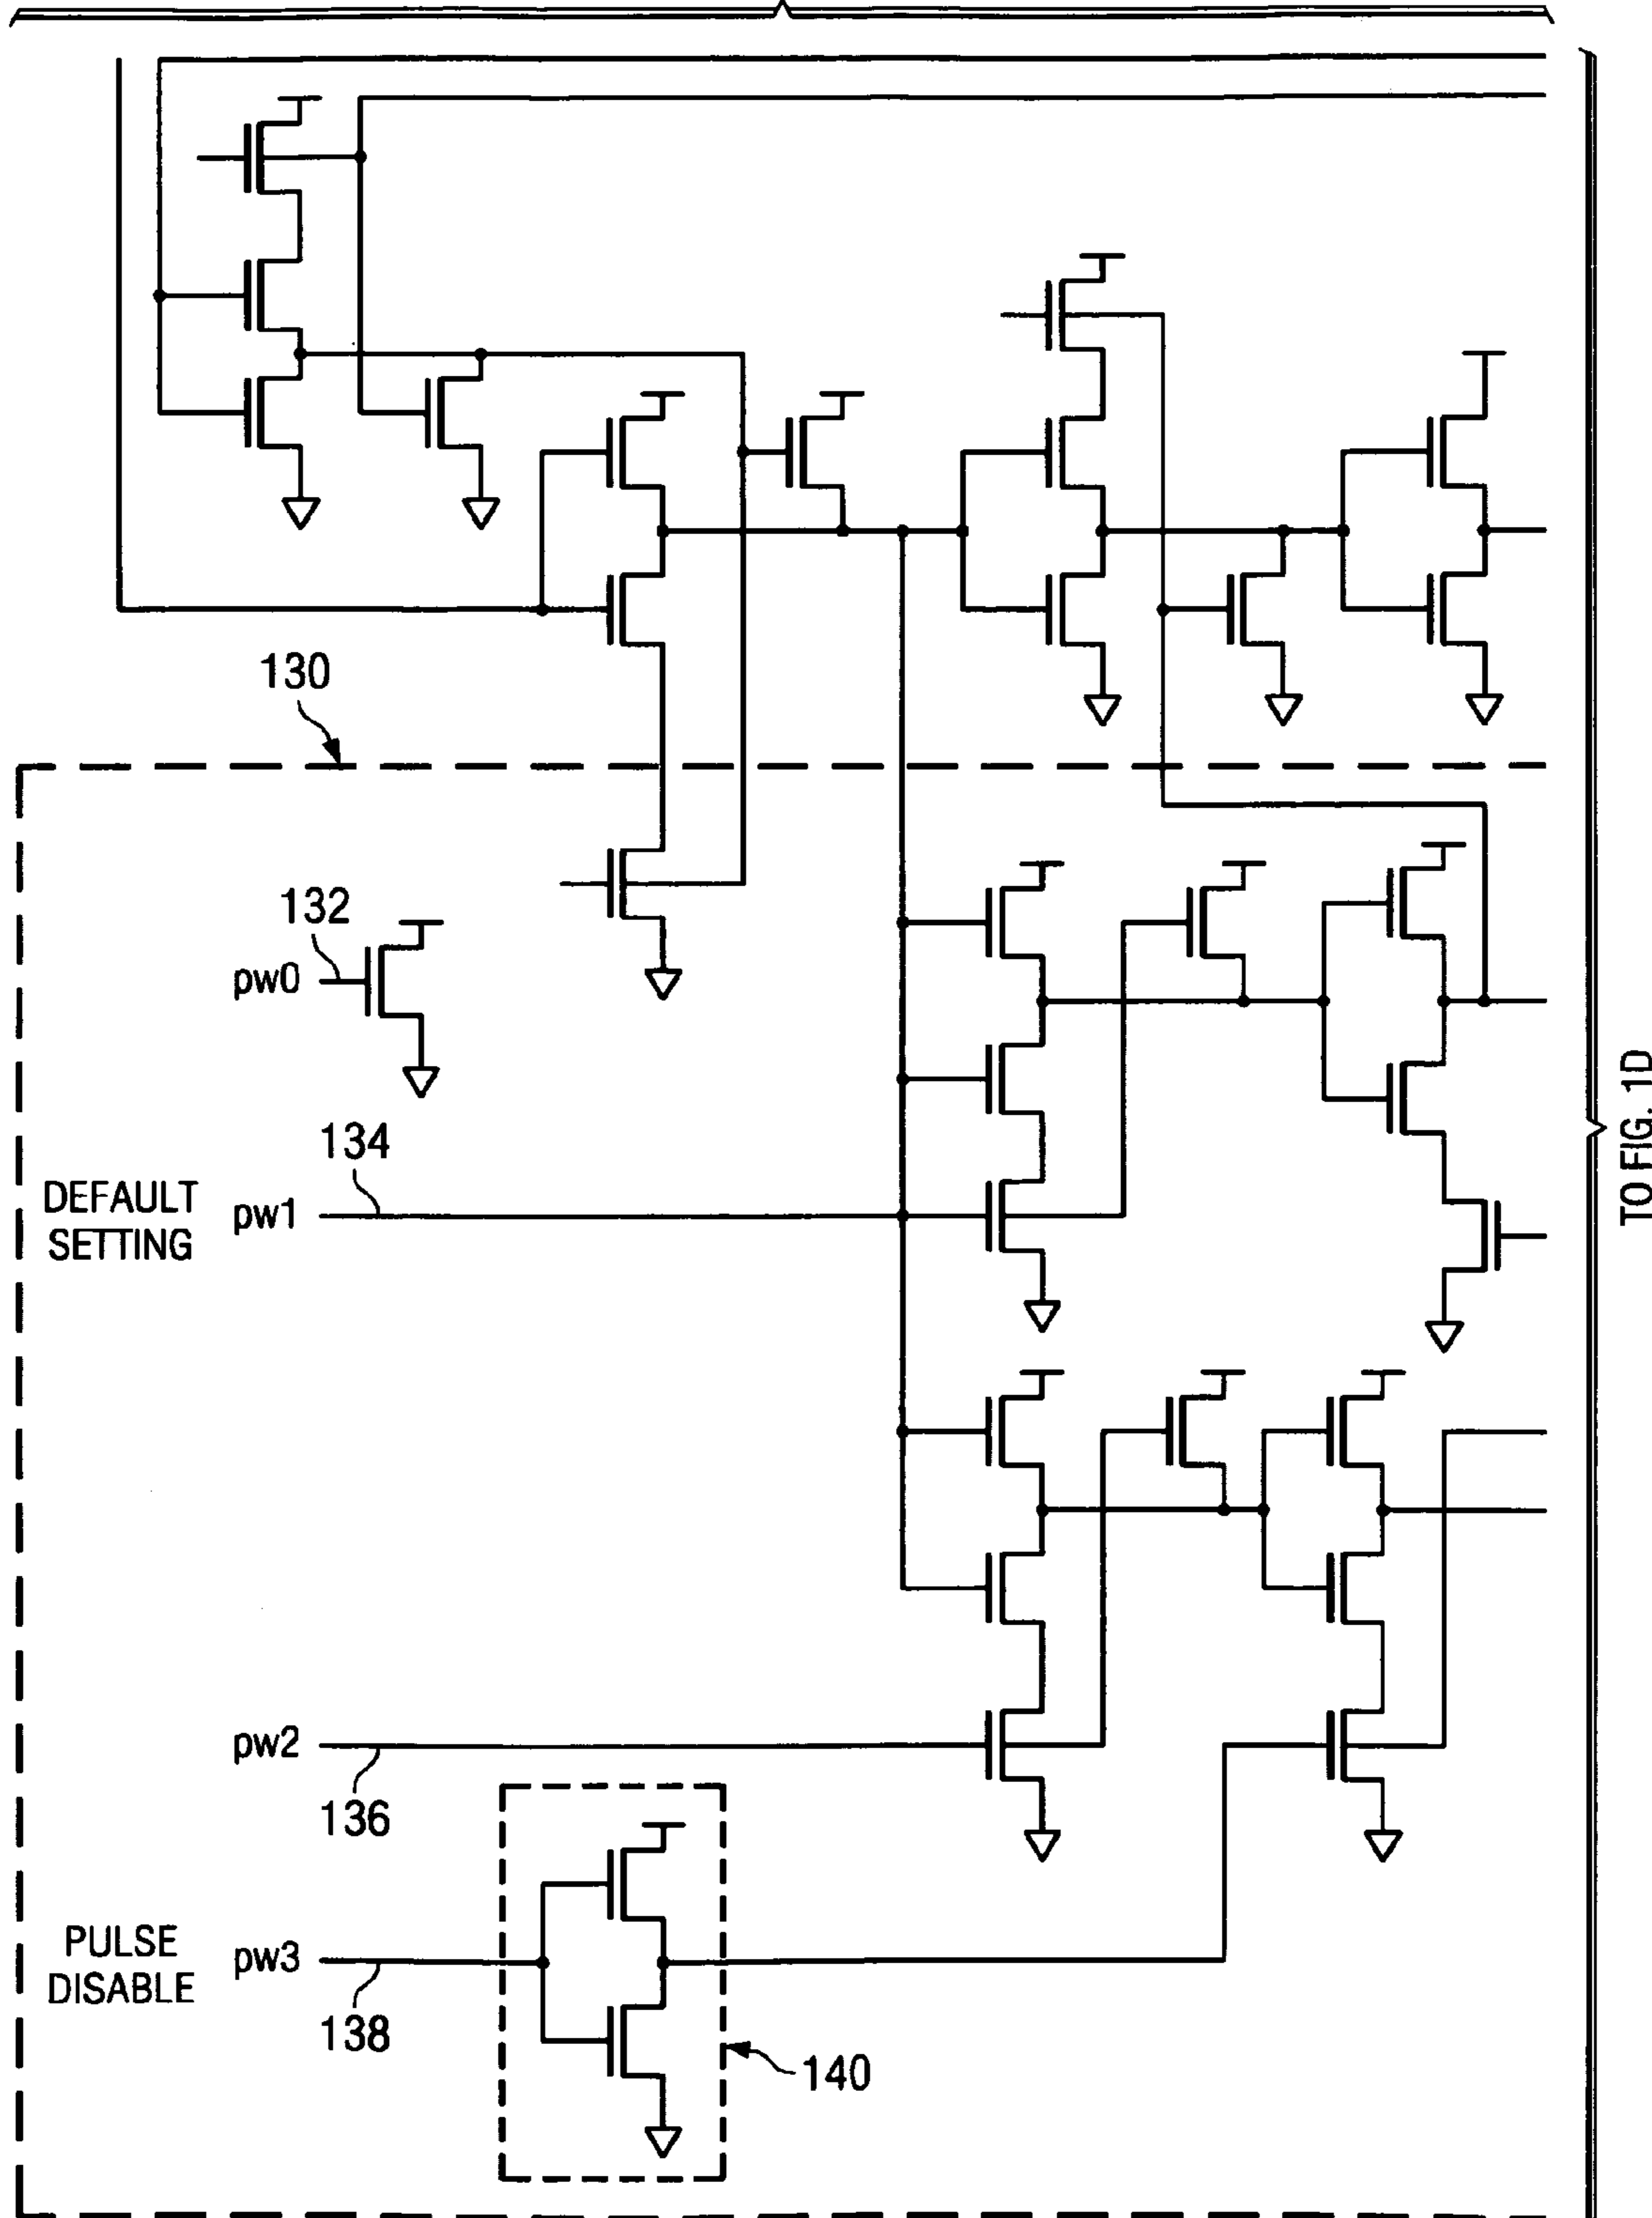 130
132
pw0
134
DEFAULT
SETTING
pw1
TO FIG. 1D
pw2
136
PULSE
DISABLE
pw3
138
140